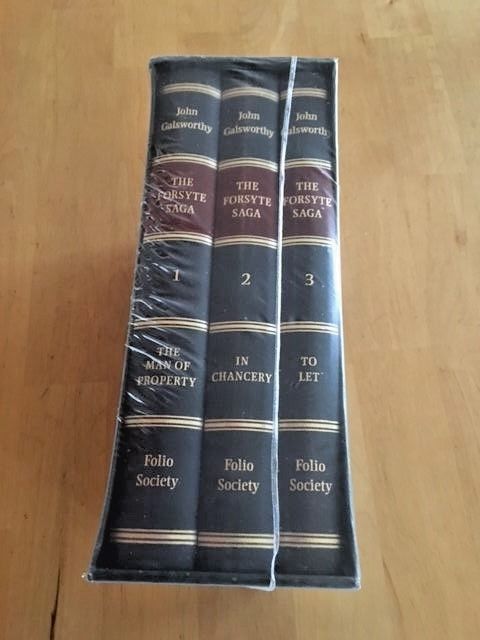 John
Galsworthy
THE
FORSYTE
SAGA
1
THE
MAN OF
PROPERTY
Folio
Society
John
Galsworthy
THE
FORSYTE
SAGA
2
IN
CHANCERY
Folio
Society
John
Galsworthy
THE
FORSYTE
SAGA
3
TO
LET
Folio
Society